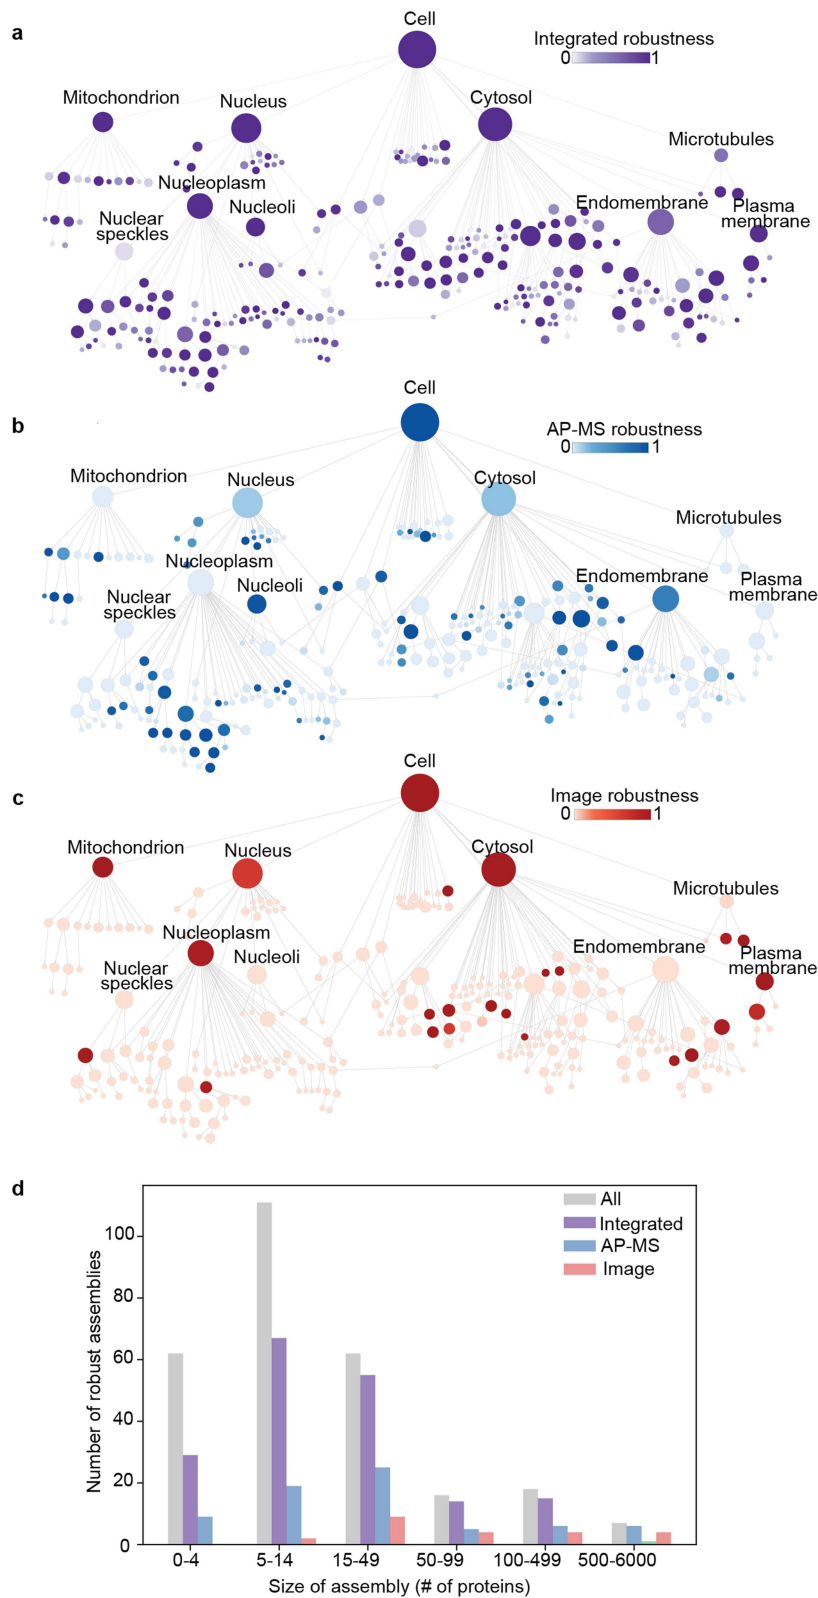 a
Cell
Integrated robustness
0 1
Mitochondrion
Nucleus
Cytosol
Microtubules
Nucleoplasm
Nucleoli
Endomembrane
Plasma
membrane
Nuclear
speckles
Cell
b
AP-MS robustness
0 1
Mitochondrion
Nucleus
Cytosol
Microtubules
Nucleoplasm
Nucleoli
Endomembrane
Plasma
membrane
Nuclear
speckles
Cell
c
Image robustness
0 1
Mitochondrion
Nucleus
Cytosol
Microtubules
Nucleoplasm
Nucleoli
Endomembrane
Plasma
membrane
Nuclear
speckles
d
All
Integrated
AP-MS
Image
Number of robust assemblies
100
80
60
40
20
0
0-4 5-14 15-49 50-99 100-499 500-6000
Size of assembly (# of proteins)